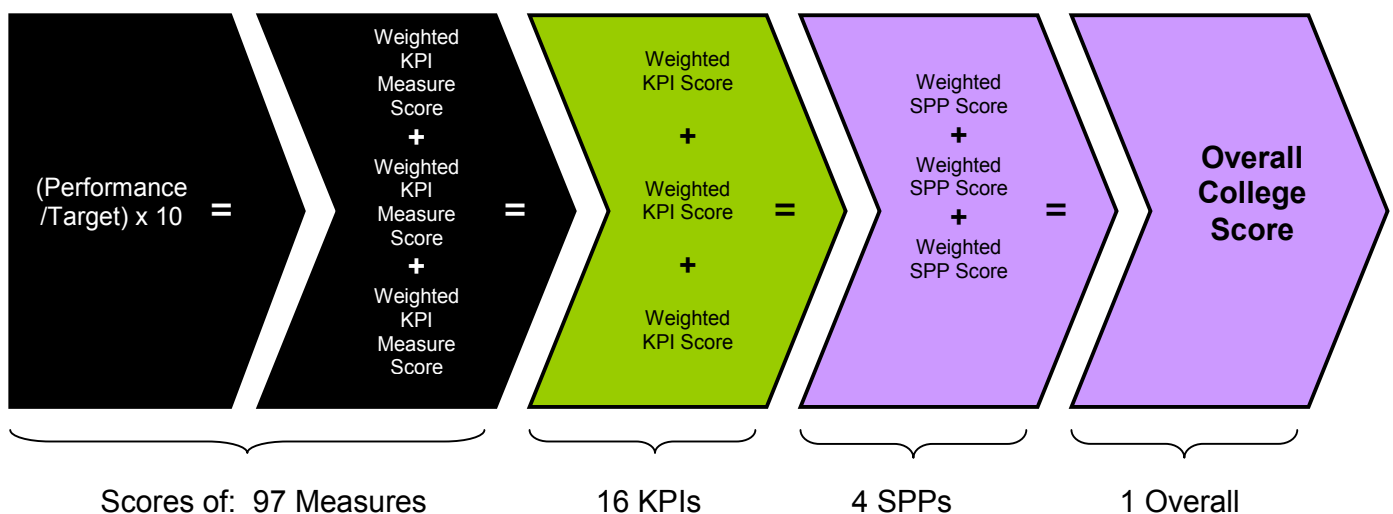 (Performance
/Target) x 10
=
Weighted
KPI
Measure
Score
+
Weighted
KPI
Measure
Score
+
Weighted
KPI
Measure
Score
=
Weighted
KPI Score
+
Weighted
KPI Score
+
Weighted
KPI Score
=
Weighted
SPP Score
+
Weighted
SPP Score
+
Weighted
SPP Score
=
Overall
College
Score
Scores of: 97 Measures
16 KPIs
4 SPPs
1 Overall